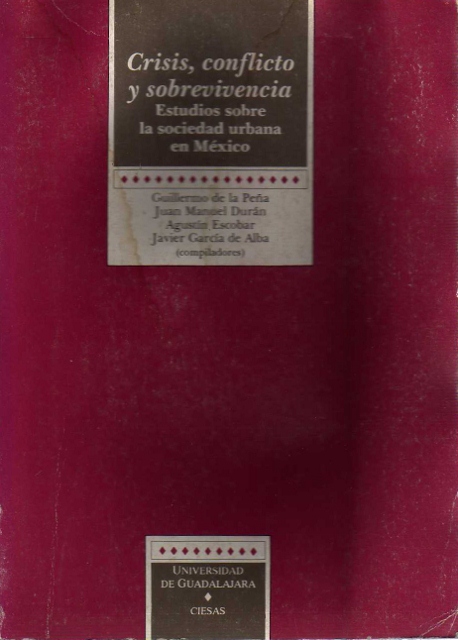 Crisis, conflicto
y sobrevivencia
Estudios sobre
la sociedad urbana
en México
Guillermo de la Peña
Juan Manuel Durán
Agustín Escobar
Javier García de Alba
(compiladores)
UNIVERSIDAD
DE GUADALAJARA
CIESAS